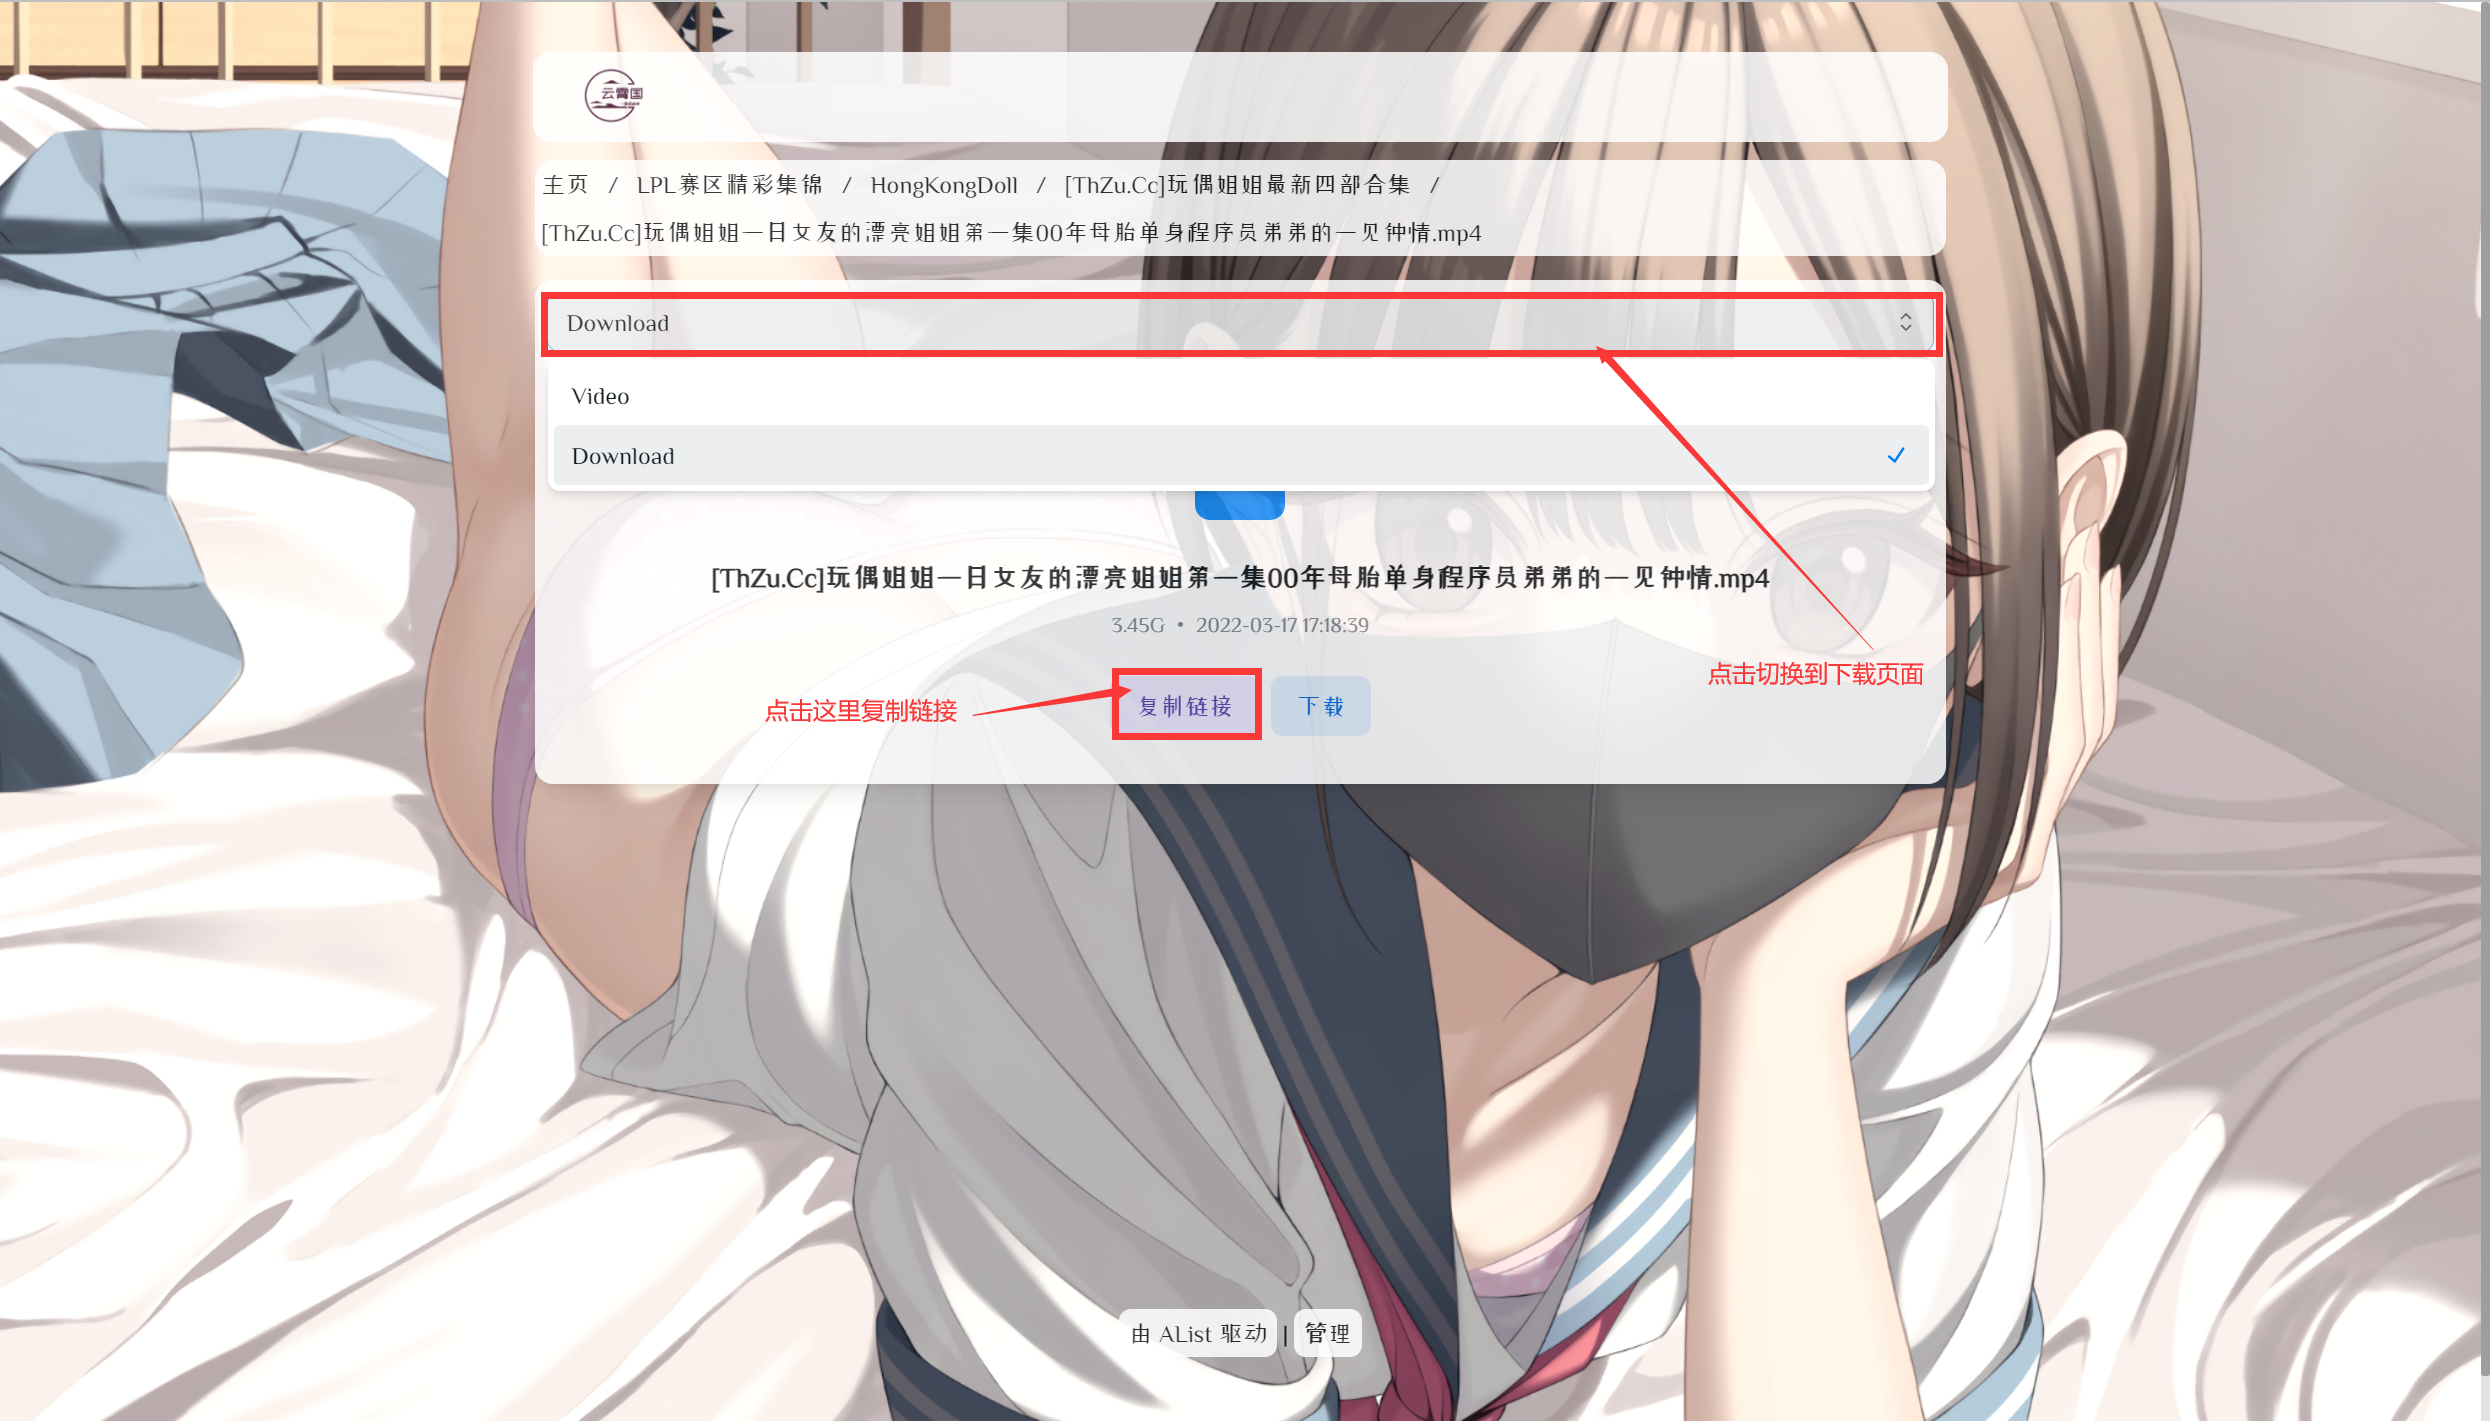 云霄国
主页 / LPL赛区精彩集锦 / HongKongDoll / [ThZu.Cc]玩偶姐姐最新四部合集 /
[ThZu.Cc]玩偶姐姐一日女友的漂亮姐姐第一集00年母胎单身程序员弟弟的一见钟情.mp4
Download
Video
Download
[ThZu.Cc]玩偶姐姐一日女友的漂亮姐姐第一集00年母胎单身程序员弟弟的一见钟情.mp4
3.45G • 2022-03-17 17:18:39
点击切换到下载页面
点击这里复制链接
复制链接 下载
由 AList 驱动 | 管理